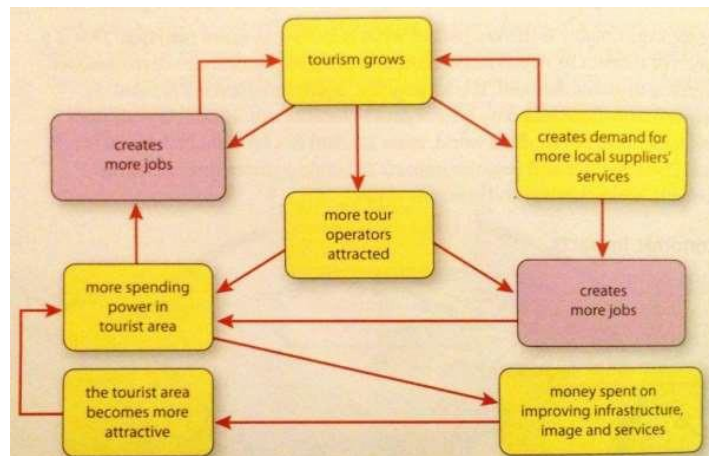 tourism grows
creates
more jobs
creates demand for
more local suppliers'
services
more tour
operators
attracted
more spending
power in
tourist area
creates
more jobs
the tourist area
becomes more
attractive
money spent on
improving infrastructure,
image and services